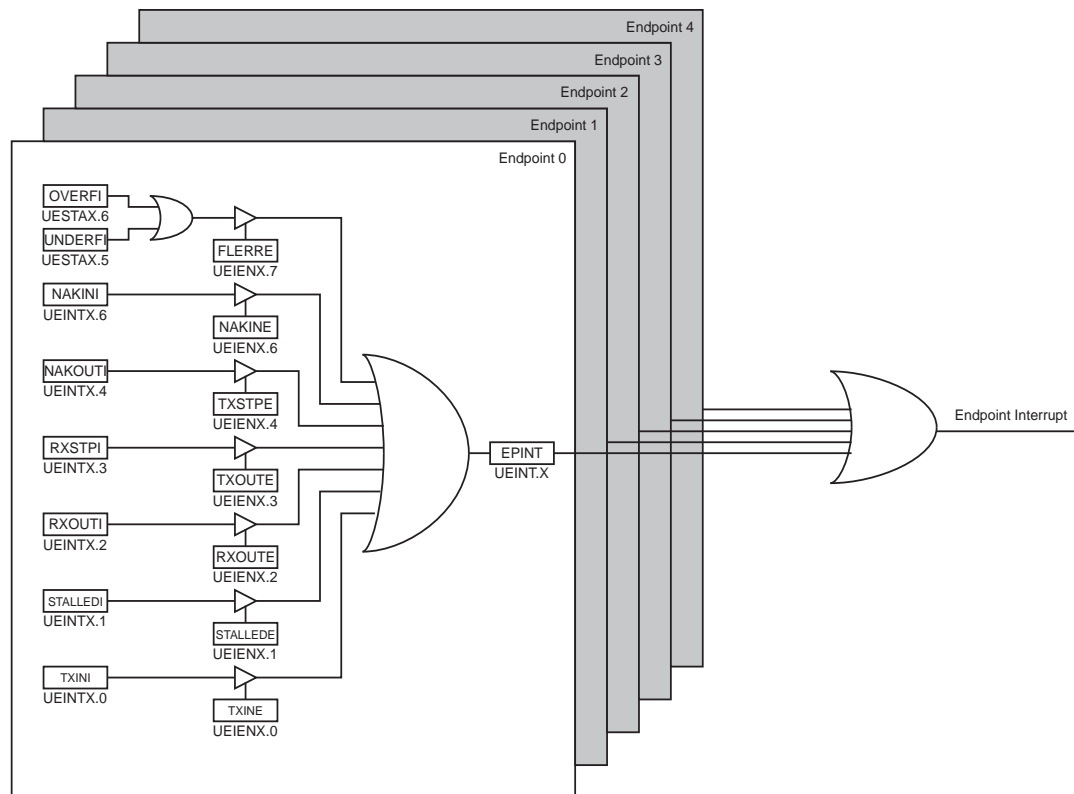 Endpoint 4
Endpoint 3
Endpoint 2
Endpoint 1
Endpoint 0
OVERFI
UESTAX.6
UNDERFI
UESTAX.5
FLERRE
UEIENX.7
NAKINI
UEINTX.6
NAKINE
UEIENX.6
NAKOUTI
UEINTX.4
TXSTPE
UEIENX.4
RXSTPI
UEINTX.3
TXOUTE
UEIENX.3
RXOUTI
UEINTX.2
RXOUTE
UEIENX.2
STALLEDI
UEINTX.1
STALLEDE
UEIENX.1
TXINI
UEINTX.0
TXINE
UEIENX.0
EPINT
UEINT.X
Endpoint Interrupt